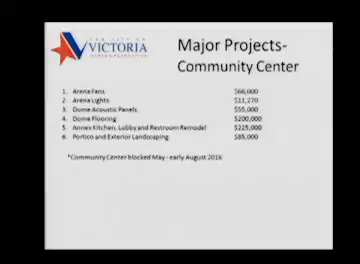 THE CITY OF
VICTORIA
PARKS & RECREATION
Major Projects-
Community Center
1. Arena Fans $66,000
2. Arena Lights $11,270
3. Dome Acoustic Panels $55,000
4. Dome Flooring $200,000
5. Annex Kitchen, Lobby and Restroom Remodel $225,000
6. Portico and Exterior Landscaping $85,000
*Community Center blocked May - early August 2016